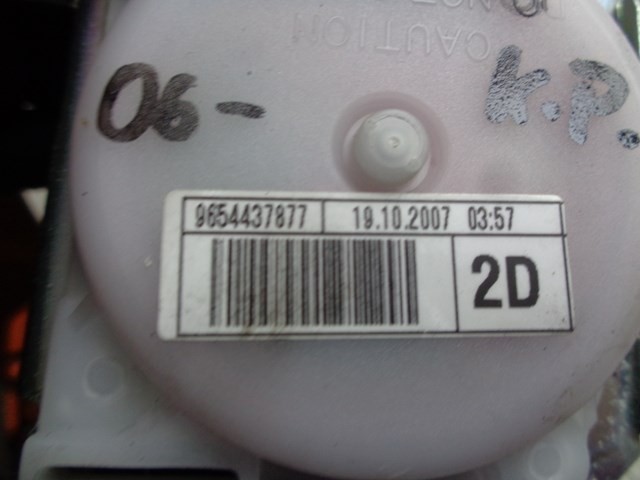 CAUTION
06- K.P.
9654437877 19.10.2007 03:57
2D